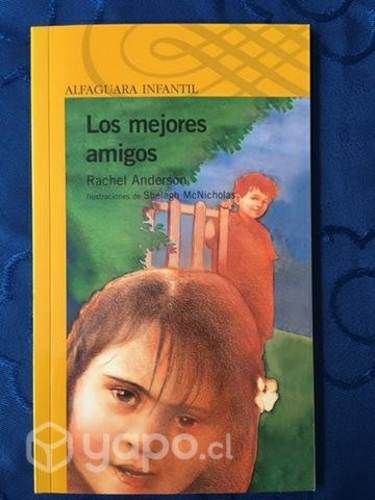 ALFAGUARA INFANTIL
Los mejores
amigos
Rachel Anderson
Ilustraciones de Shelagh McNicholas
yapo.cl